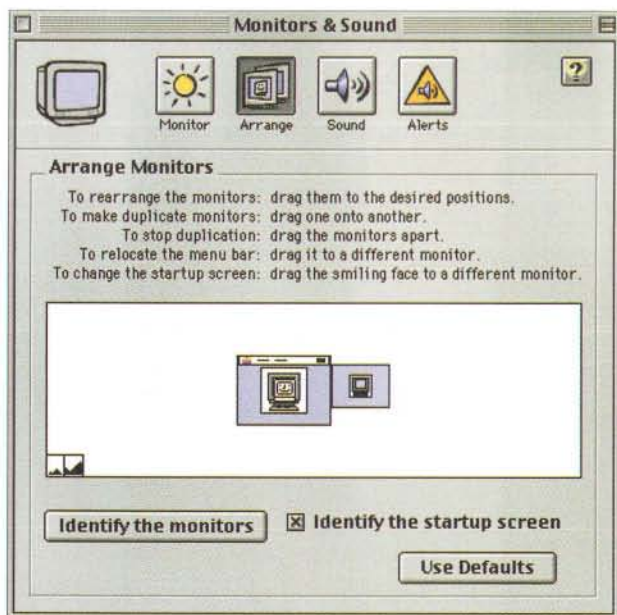 Monitors & Sound
Monitor
Arrange
Sound
Alerts
?
Arrange Monitors
To rearrange the monitors: drag them to the desired positions.
To make duplicate monitors: drag one onto another.
To stop duplication: drag the monitors apart.
To relocate the menu bar: drag it to a different monitor.
To change the startup screen: drag the smiling face to a different monitor.
Identify the monitors
Identify the startup screen
Use Defaults